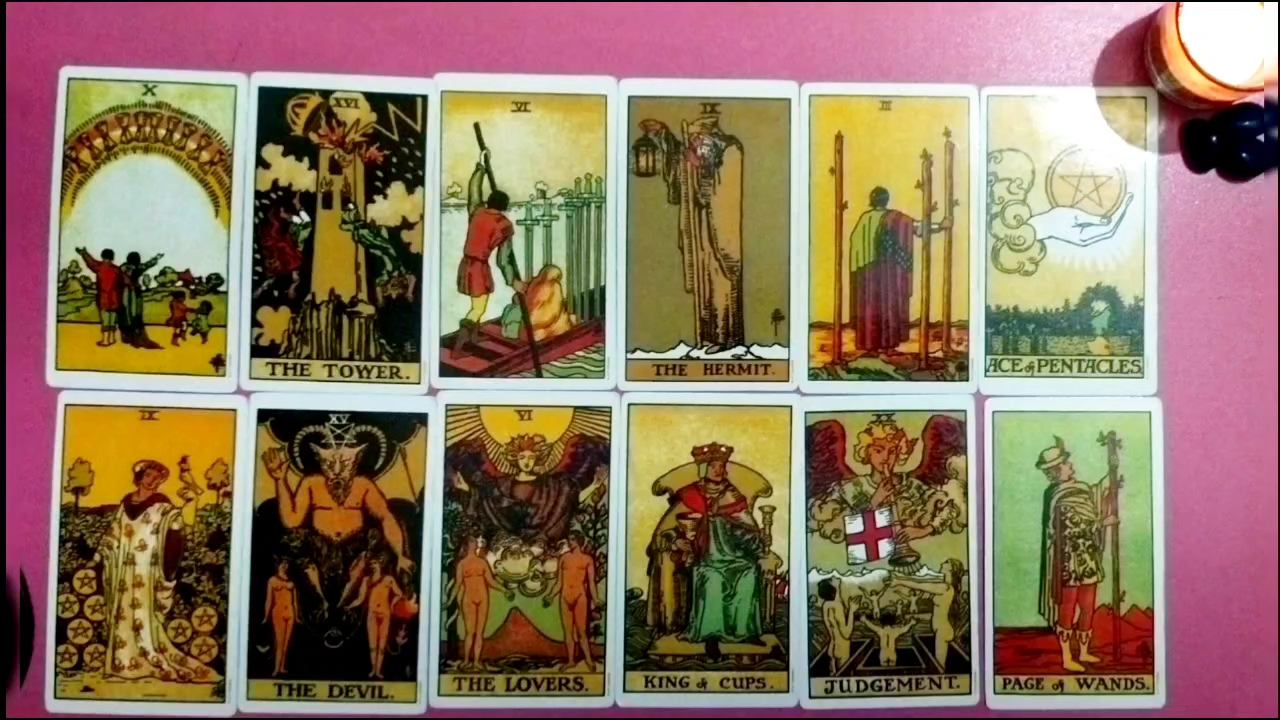 X
XVI
THE TOWER.
VI
IX
THE HERMIT.
III
ACE of PENTACLES
IX
XV
THE DEVIL.
VI
THE LOVERS.
KING of CUPS.
XX
JUDGEMENT.
PAGE of WANDS.